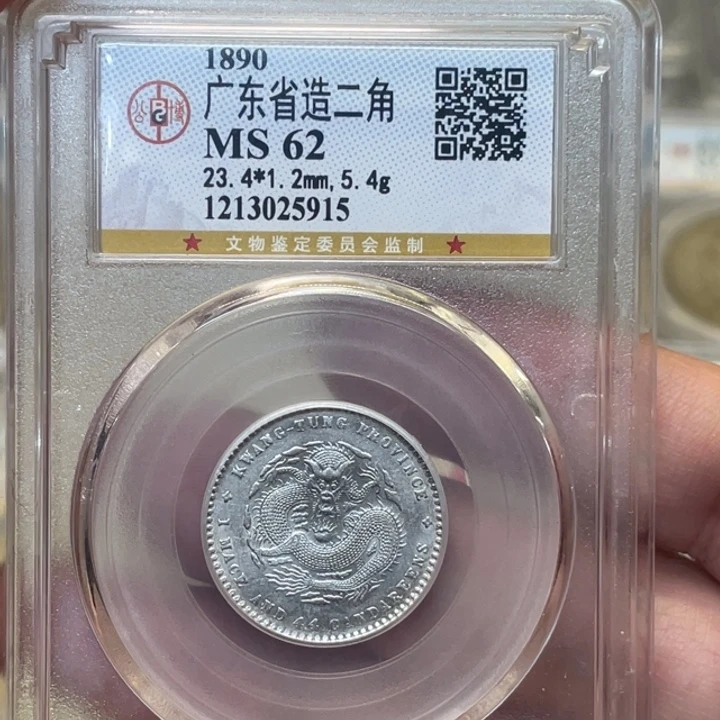 1890
广东省造二角
MS 62
23.4*1.2mm,5.4g
1213025915
★ 文物鉴定委员会监制 ★
KWANG-TUNG PROVINCE
1 MACE AND 44 CANDAREENS